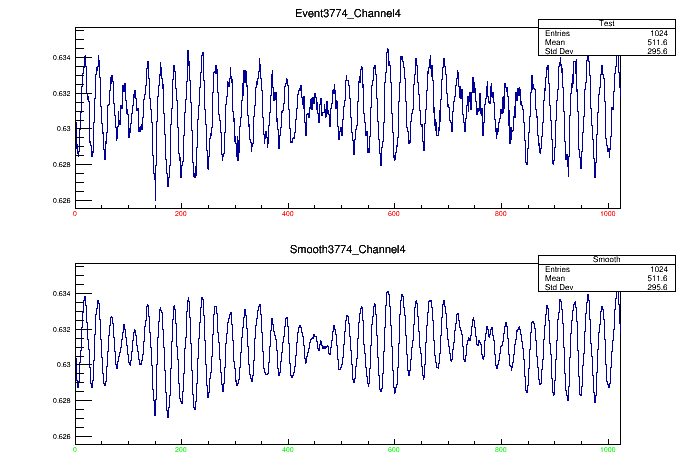 Event3774_Channel4
Test
Entries 1024
Mean 511.6
Std Dev 295.6
0.634
0.632
0.63
0.628
0.626
0 200 400 600 800 1000
Smooth3774_Channel4
Smooth
Entries 1024
Mean 511.6
Std Dev 295.6
0.634
0.632
0.63
0.628
0.626
0 200 400 600 800 1000